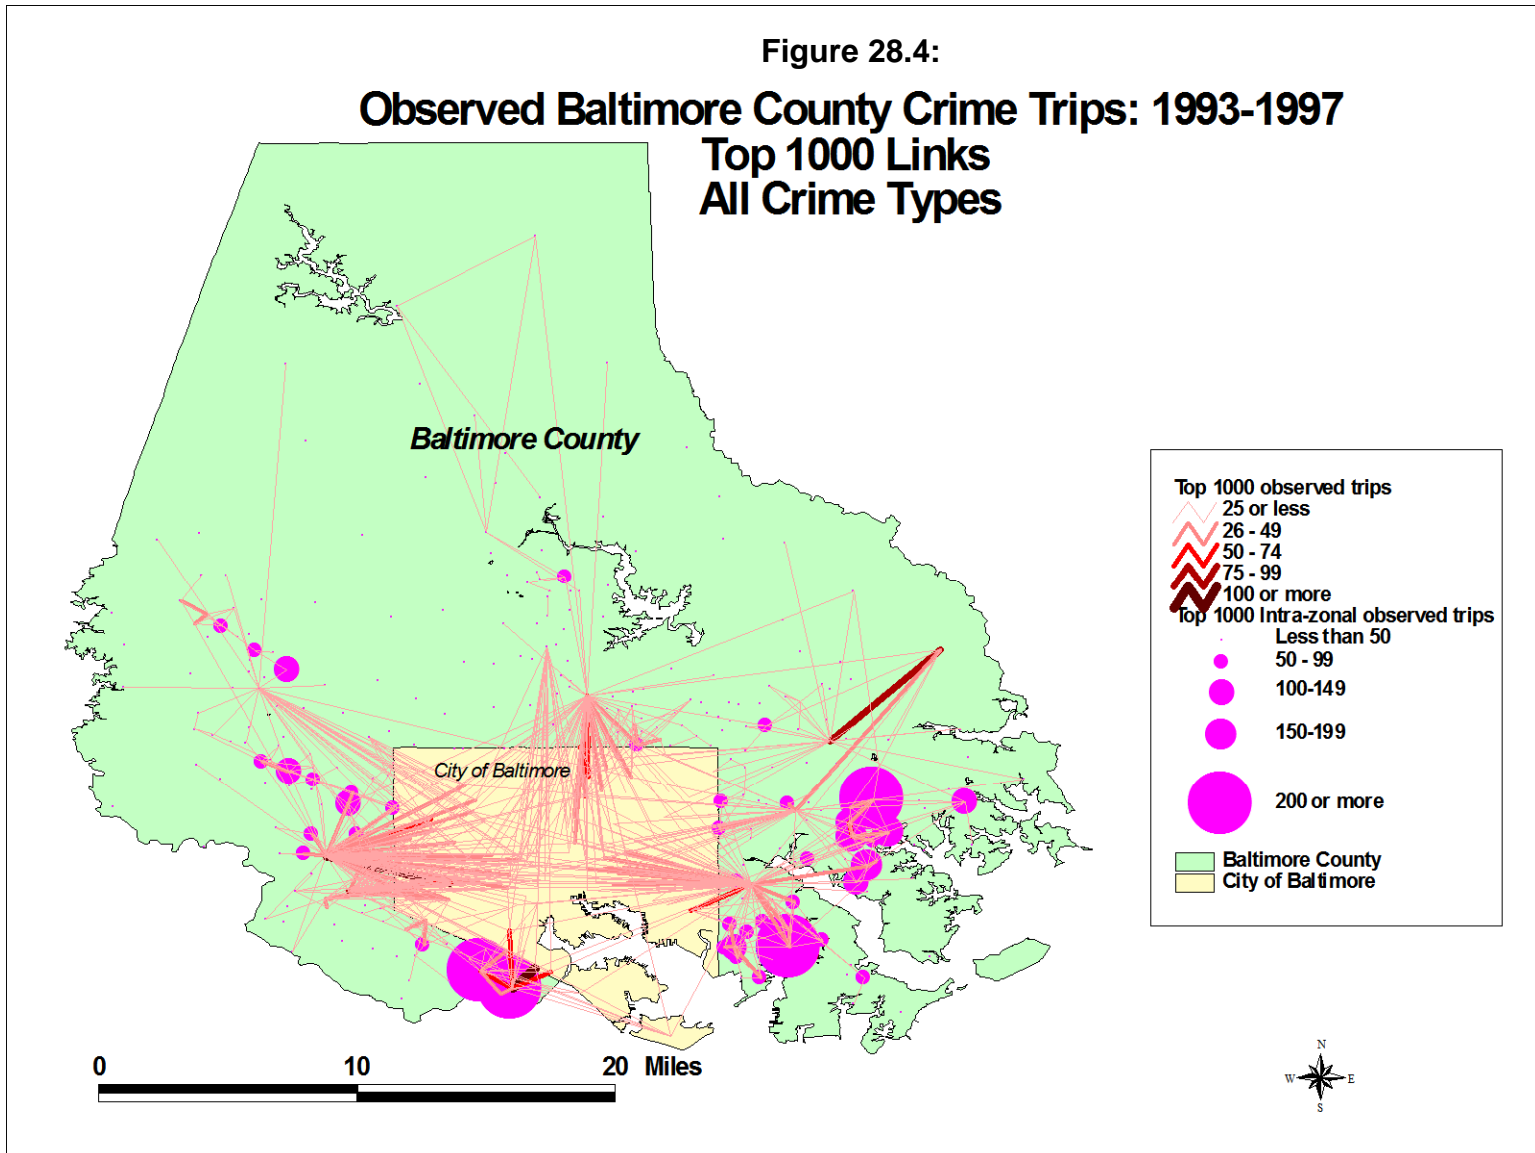 Figure 28.4:
Observed Baltimore County Crime Trips: 1993-1997
Top 1000 Links
All Crime Types
Baltimore County
City of Baltimore
Top 1000 observed trips
25 or less
26 - 49
50 - 74
75 - 99
100 or more
Top 1000 Intra-zonal observed trips
Less than 50
50 - 99
100-149
150-199
200 or more
Baltimore County
City of Baltimore
0 10 20 Miles
N
W E
S